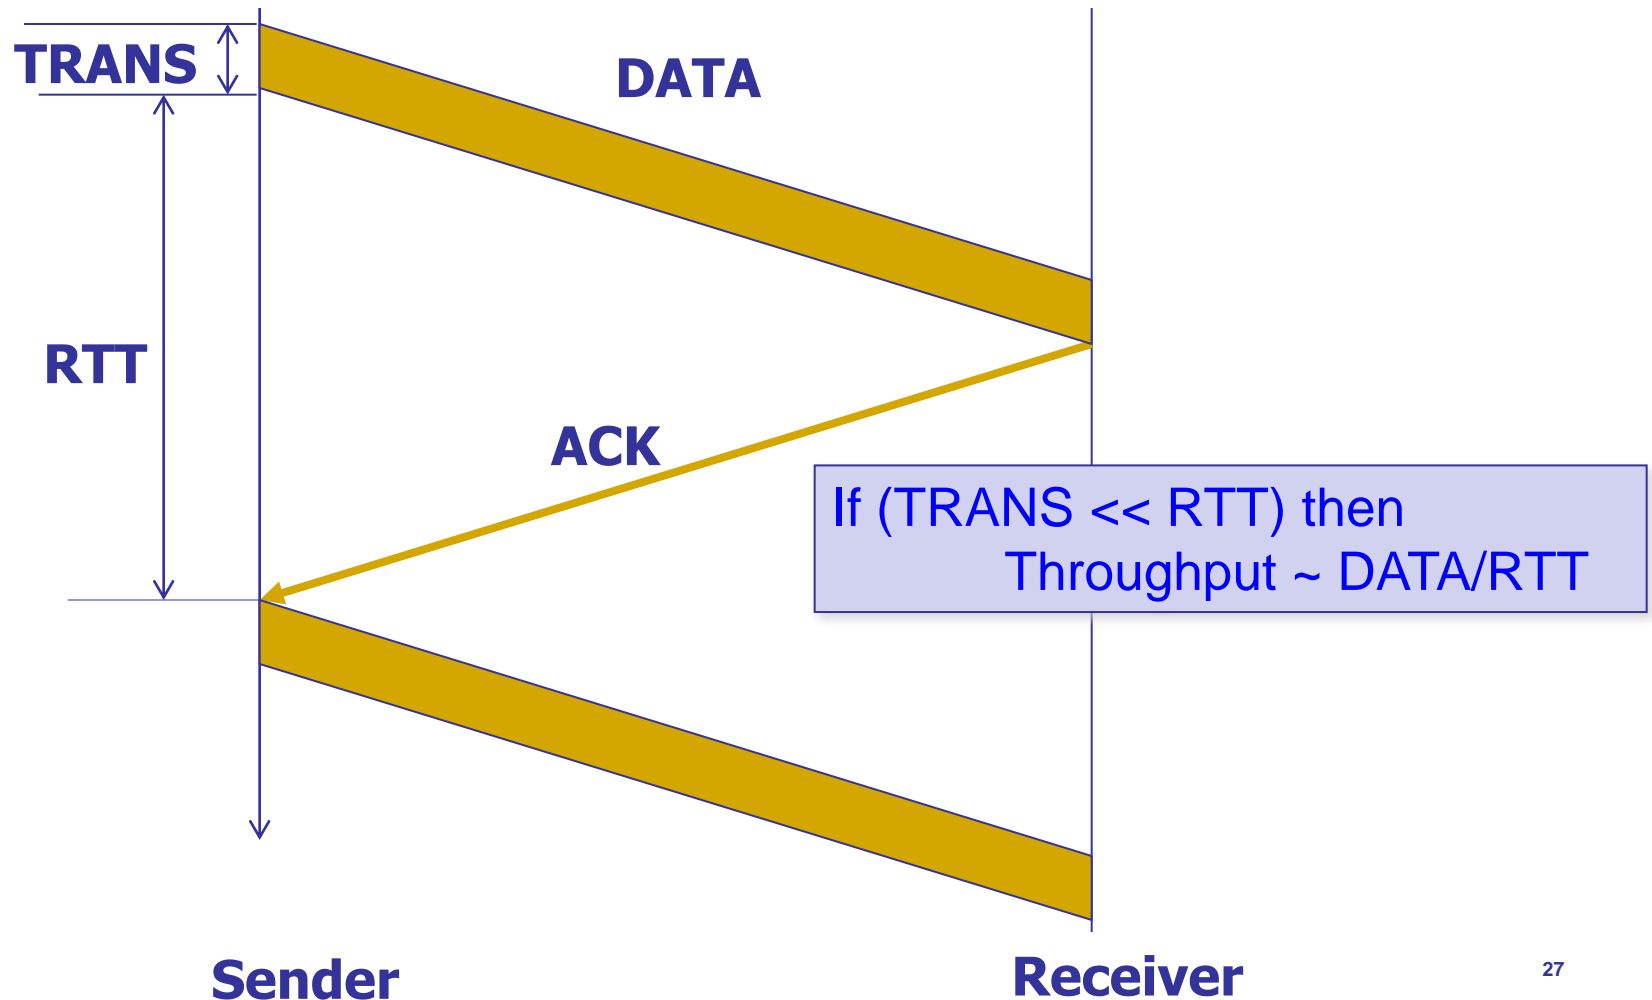 TRANS
DATA
RTT
ACK
If (TRANS << RTT) then
Throughput ~ DATA/RTT
Sender
Receiver
27